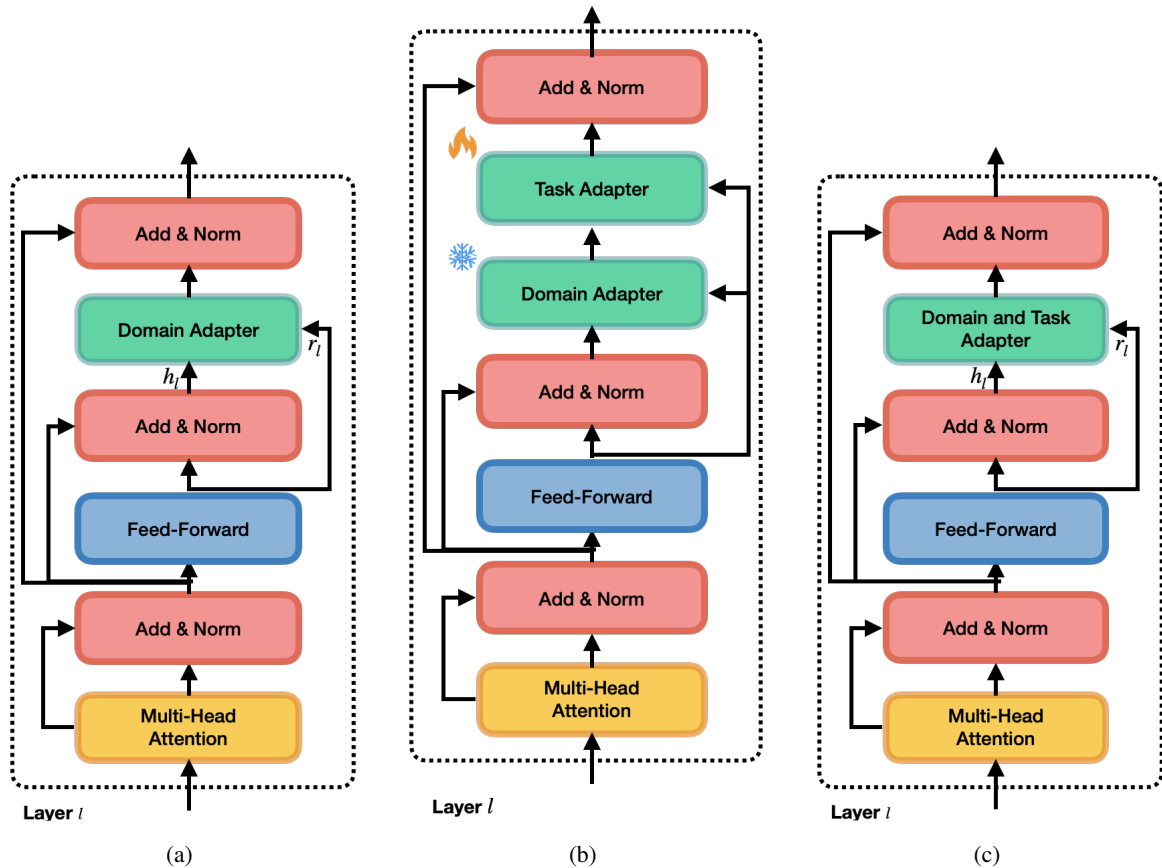 Add & Norm
Domain Adapter
r_l
h_l
Add & Norm
Feed-Forward
Add & Norm
Multi-Head
Attention
Layer l
(a)
Add & Norm
Task Adapter
Domain Adapter
Add & Norm
Feed-Forward
Add & Norm
Multi-Head
Attention
Layer l
(b)
Add & Norm
Domain and Task
Adapter
r_l
h_l
Add & Norm
Feed-Forward
Add & Norm
Multi-Head
Attention
Layer l
(c)